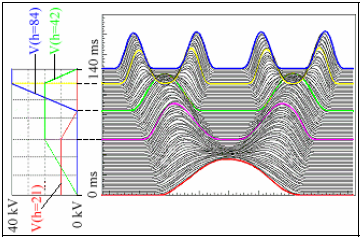 V(h=84)
V(h=42)
V(h=21)
40 kV
0 kV
140 ms
0 ms